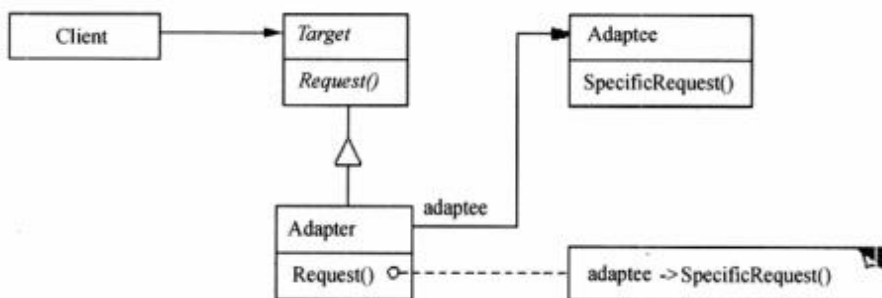 Client
Target
Request()
Adaptee
SpecificRequest()
adaptee
Adapter
Request()
adaptee -> SpecificRequest()